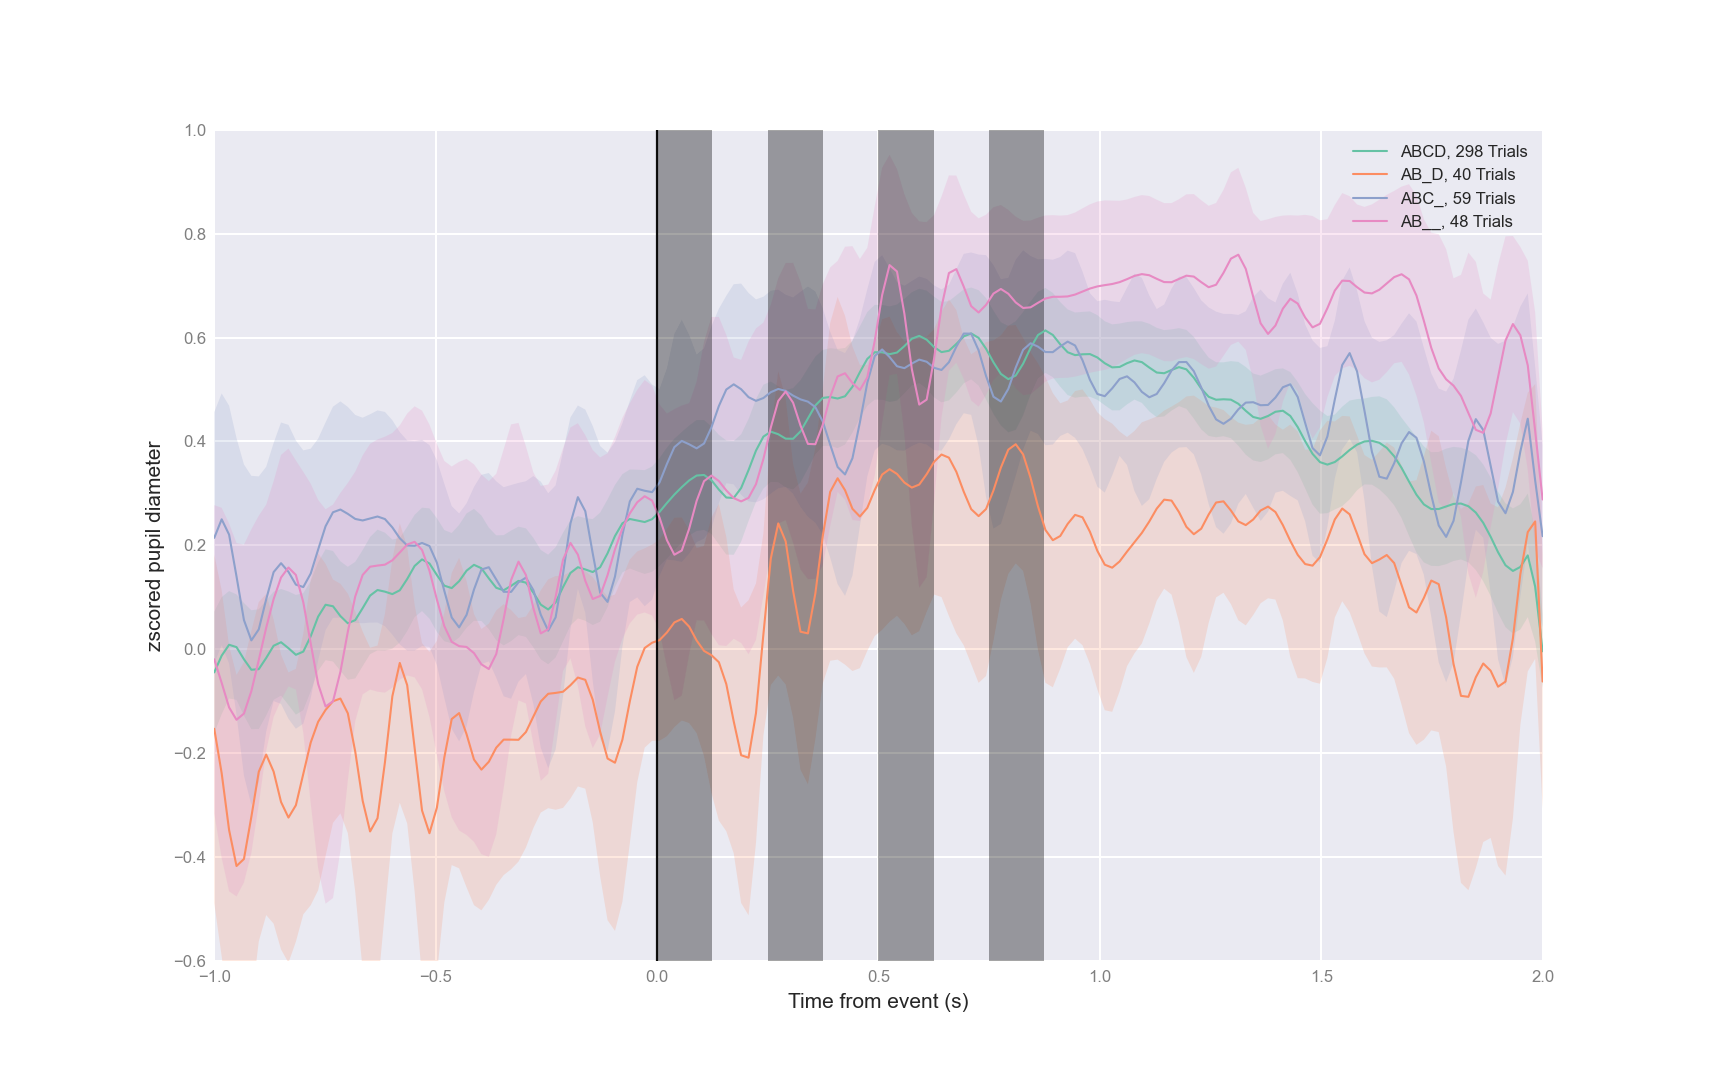 ABCD, 298 Trials
AB_D, 40 Trials
ABC_, 59 Trials
AB__, 48 Trials
1.0
0.8
0.6
0.4
0.2
0.0
−0.2
−0.4
−0.6
zscored pupil diameter
−1.0 −0.5 0.0 0.5 1.0 1.5 2.0
Time from event (s)